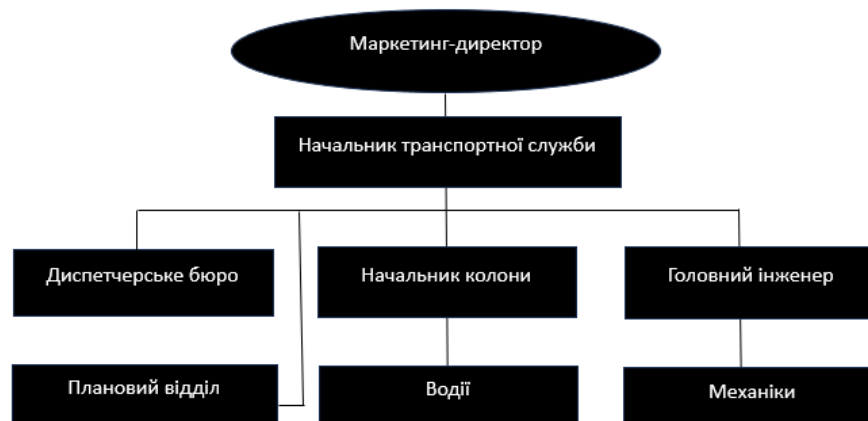 Маркетинг-директор
Начальник транспортної служби
Диспетчерське бюро
Начальник колони
Головний інженер
Плановий відділ
Водії
Механіки